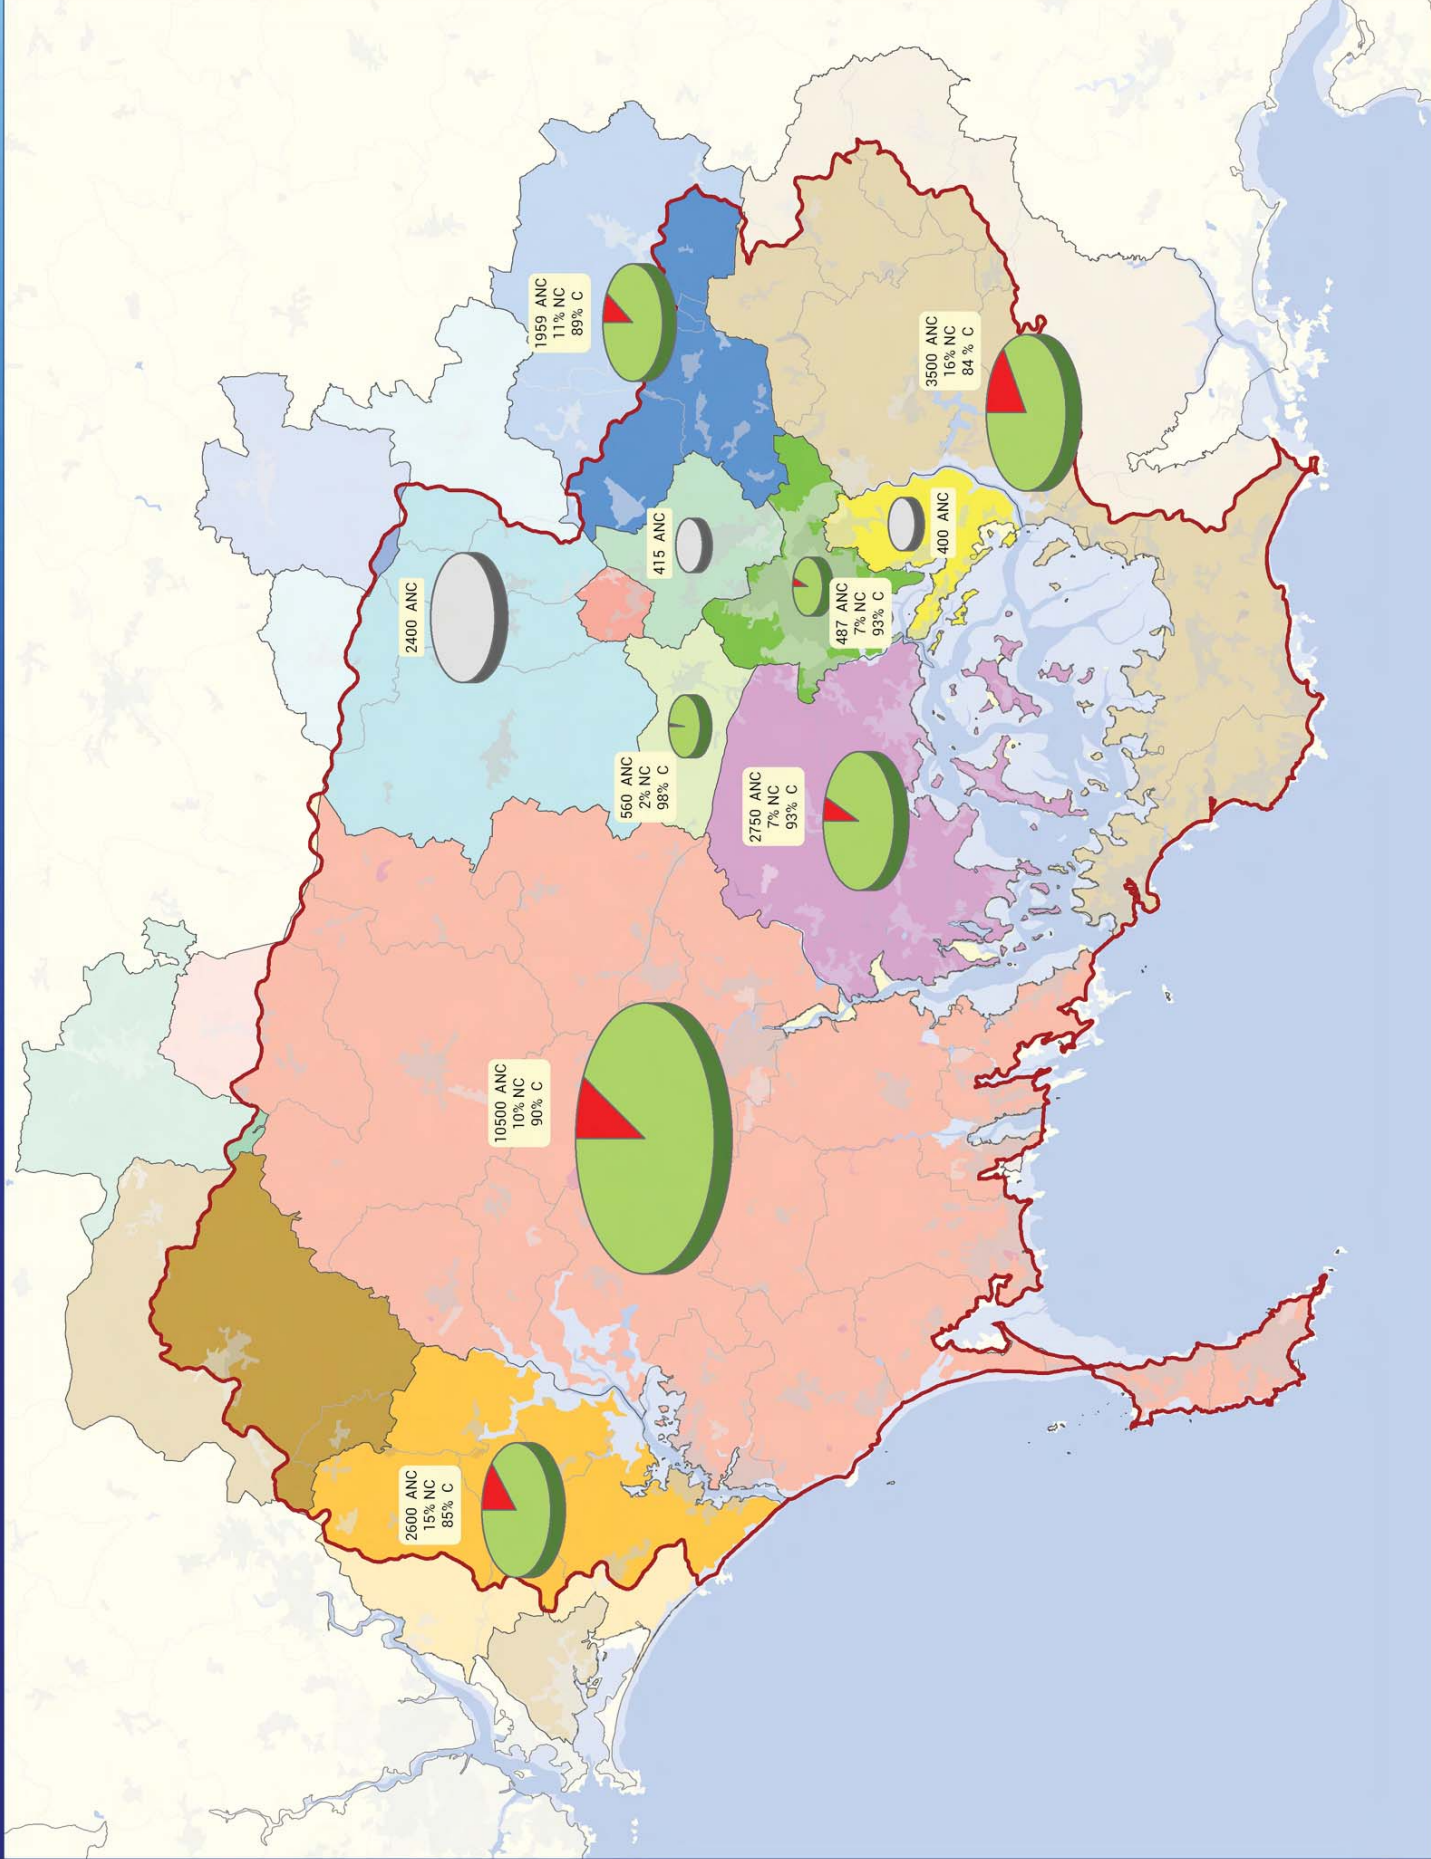 2600 ANC
15% NC
85% C
2400 ANC
10500 ANC
10% NC
90% C
1959 ANC
11% NC
89% C
560 ANC
2% NC
98% C
415 ANC
2750 ANC
7% NC
93% C
487 ANC
7% NC
93% C
3500 ANC
16% NC
84 % C
400 ANC